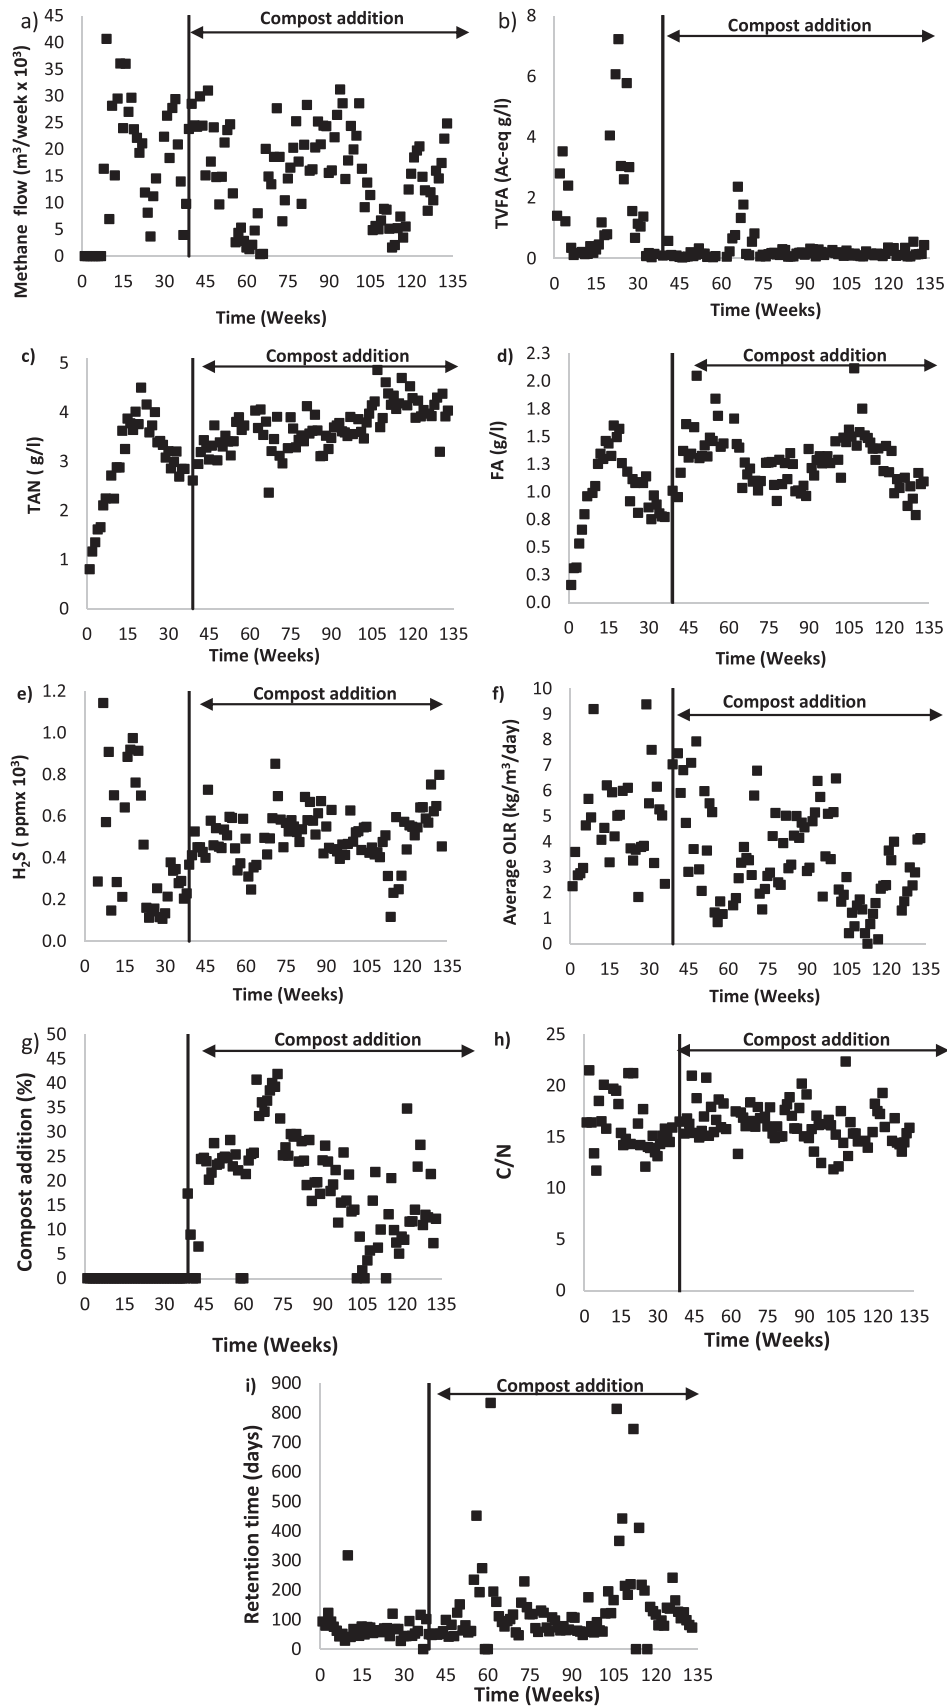 a)
Compost addition
Methane flow (m³/week x 10³)
45
40
35
30
25
20
15
10
5
0
0 15 30 45 60 75 90 105 120 135
Time (Weeks)
b)
Compost addition
TVFA (Ac-eq g/l)
8
6
4
2
0
0 15 30 45 60 75 90 105 120 135
Time (Weeks)
c)
Compost addition
TAN ( g/l)
5
4
3
2
1
0
0 15 30 45 60 75 90 105 120 135
Time (Weeks)
d)
Compost addition
FA (g/l)
2.3
2.0
1.8
1.5
1.3
1.0
0.8
0.5
0.3
0.0
0 15 30 45 60 75 90 105 120 135
Time (Weeks)
e)
Compost addition
H₂S ( ppmx 10³)
1.2
1.0
0.8
0.6
0.4
0.2
0.0
0 15 30 45 60 75 90 105 120 135
Time (Weeks)
f)
Compost addition
Average OLR (kg/m³/day)
10
9
8
7
6
5
4
3
2
1
0
0 15 30 45 60 75 90 105 120 135
Time (Weeks)
g)
Compost addition
Compost addition (%)
50
45
40
35
30
25
20
15
10
5
0
0 15 30 45 60 75 90 105 120 135
Time (Weeks)
h)
Compost addition
C/N
25
20
15
10
5
0
0 15 30 45 60 75 90 105 120 135
Time (Weeks)
i)
Compost addition
Retention time (days)
900
800
700
600
500
400
300
200
100
0
0 15 30 45 60 75 90 105 120 135
Time (Weeks)